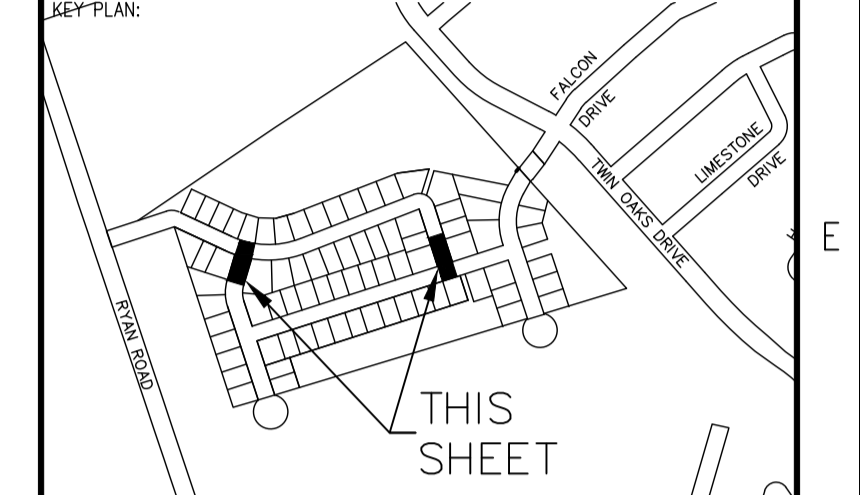 KEY PLAN:
FALCON
DRIVE
LIMESTONE
DRIVE
TWIN OAKS DRIVE
E
RYAN ROAD
THIS
SHEET